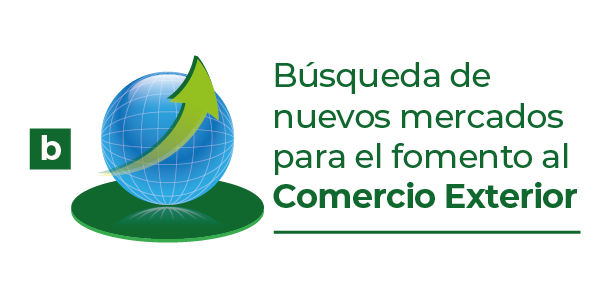 b
Búsqueda de
nuevos mercados
para el fomento al
Comercio Exterior